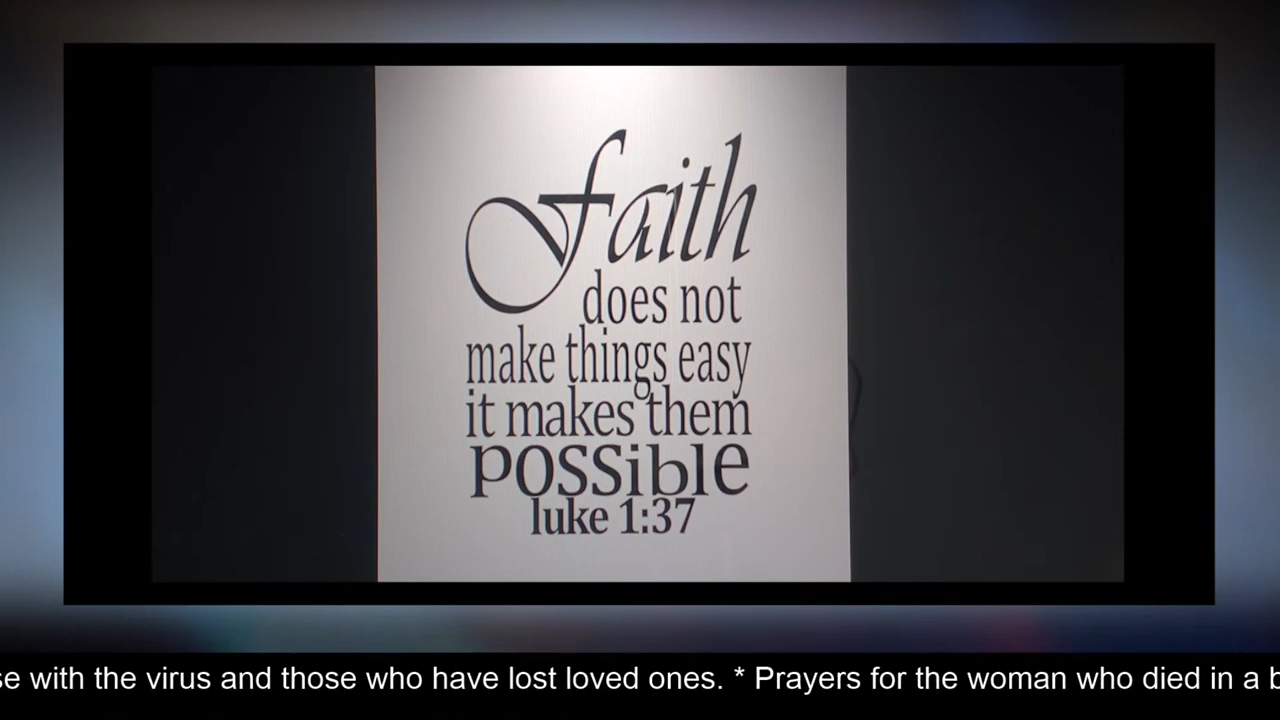 Faith
does not
make things easy
it makes them
possible
luke 1:37
with the virus and those who have lost loved ones. * Prayers for the woman who died in a